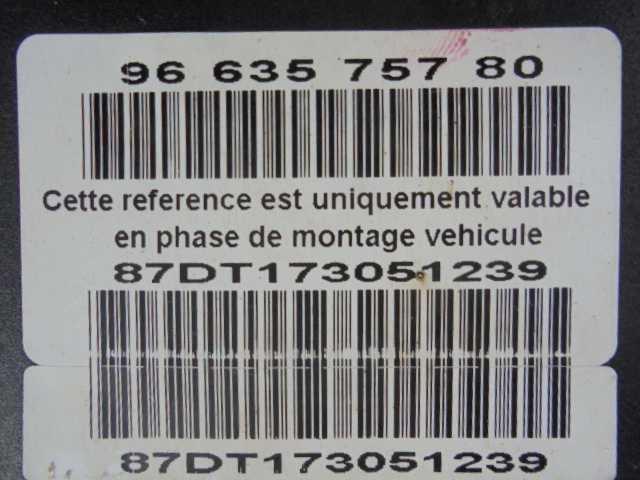 96 635 757 80
Cette reference est uniquement valable
en phase de montage vehicule
87DT173051239
87DT173051239